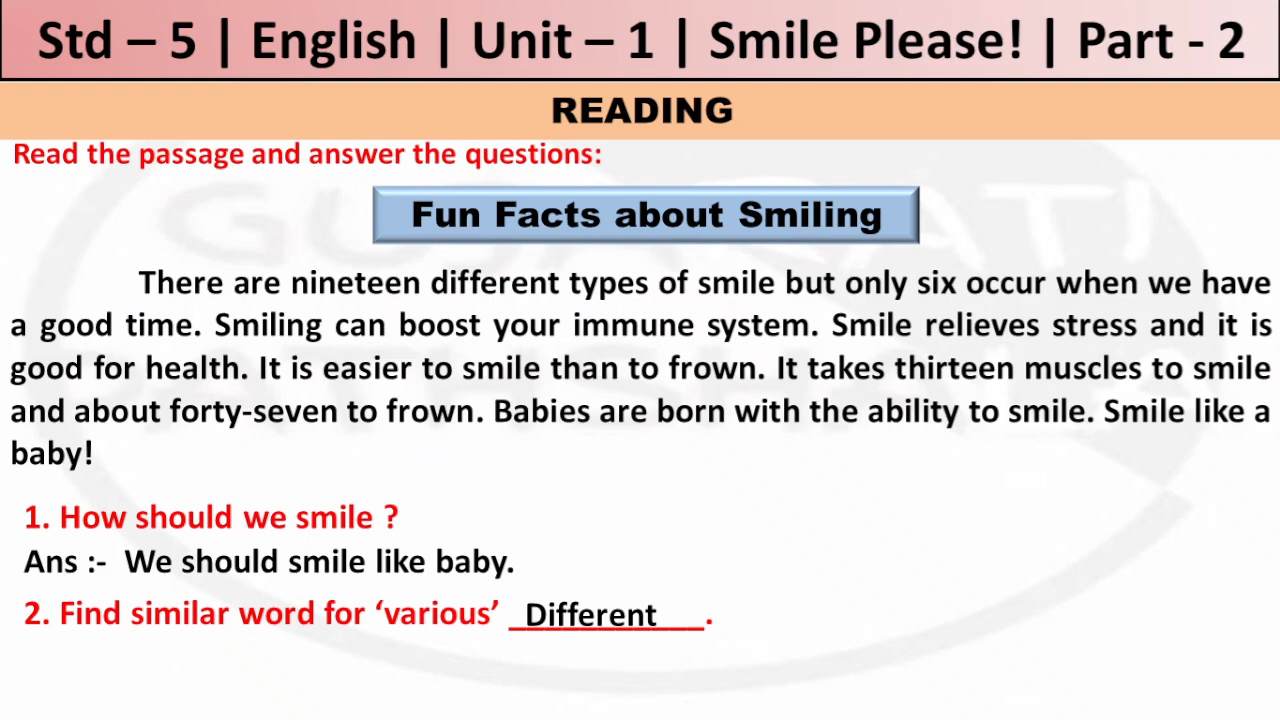 Std – 5 | English | Unit – 1 | Smile Please! | Part - 2
READING
Read the passage and answer the questions:
GUJARATI
Fun Facts about Smiling
There are nineteen different types of smile but only six occur when we have
a good time. Smiling can boost your immune system. Smile relieves stress and it is
good for health. It is easier to smile than to frown. It takes thirteen muscles to smile
and about forty-seven to frown. Babies are born with the ability to smile. Smile like a
baby!
1. How should we smile ?
Ans :- We should smile like baby.
2. Find similar word for ‘various’ _Different___.